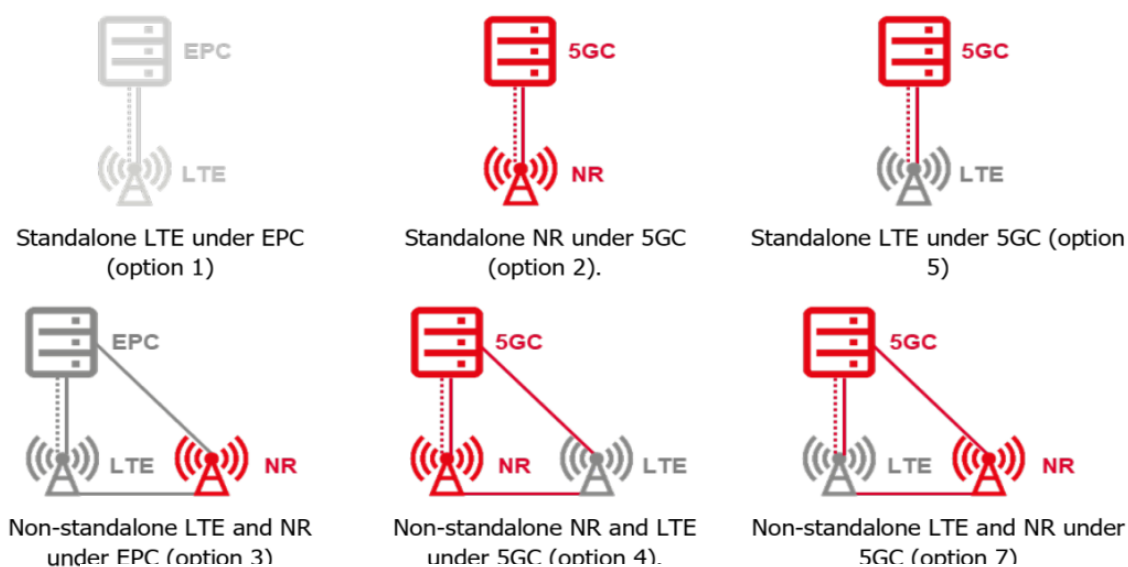 EPC
LTE
Standalone LTE under EPC
(option 1)
5GC
NR
Standalone NR under 5GC
(option 2).
5GC
LTE
Standalone LTE under 5GC (option
5)
EPC
LTE
NR
Non-standalone LTE and NR
under EPC (option 3)
5GC
NR
LTE
Non-standalone NR and LTE
under 5GC (option 4).
5GC
LTE
NR
Non-standalone LTE and NR under
5GC (option 7)